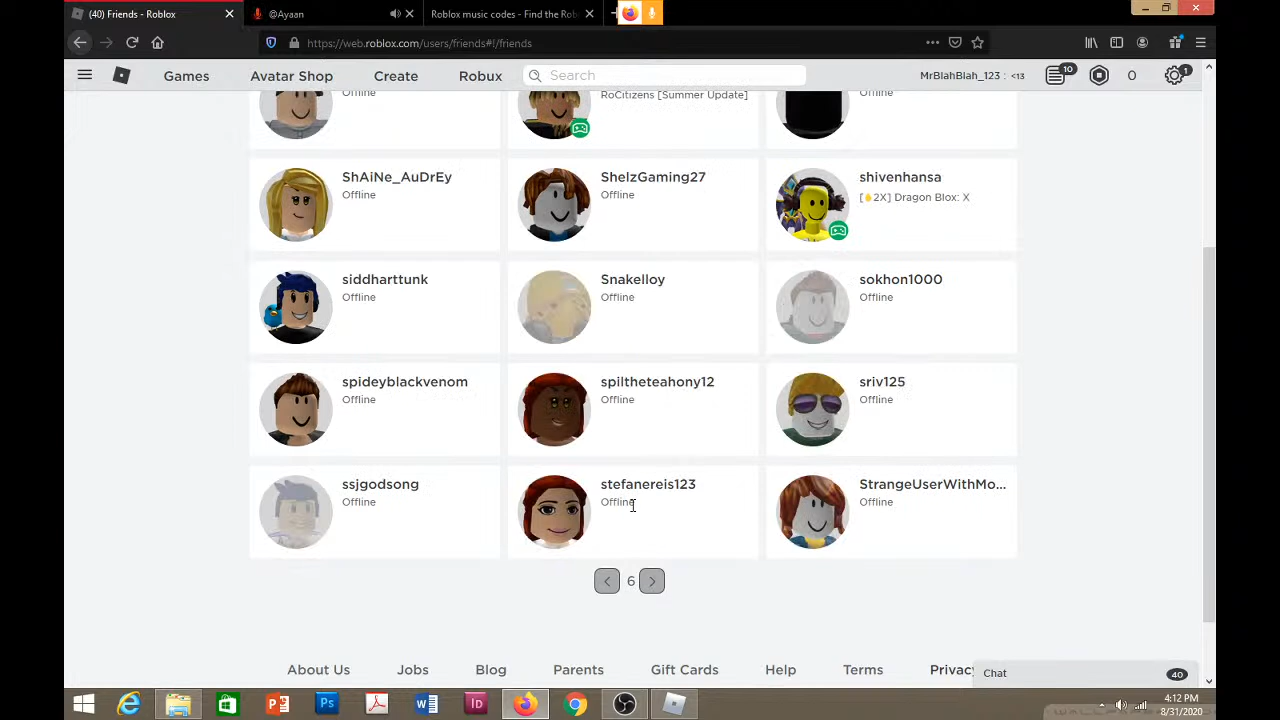 (40) Friends - Roblox
@Ayaan
Roblox music codes - Find the Rob
https://web.roblox.com/users/friends#!/friends
Games
Avatar Shop
Create
Robux
Search
MrBlahBlah_123 : <13
10
0
1
Offline
RoCitizens [Summer Update]
Offline
ShAiNe_AuDrEy
Offline
ShelzGaming27
Offline
shivenhansa
[2X] Dragon Blox: X
siddharttunk
Offline
Snakelloy
Offline
sokhon1000
Offline
spideyblackvenom
Offline
spiltheteahony12
Offline
sriv125
Offline
ssjgodsong
Offline
stefanereis123
Offline
StrangeUserWithMo...
Offline
6
About Us
Jobs
Blog
Parents
Gift Cards
Help
Terms
Privacy
Chat
40
4:12 PM
8/31/2020